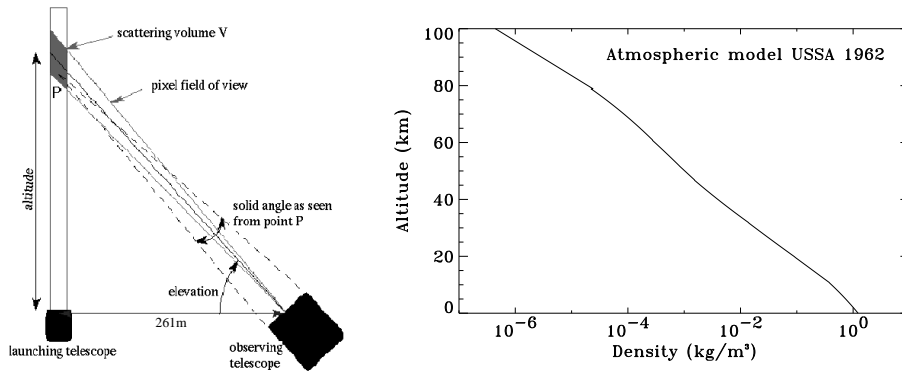 scattering volume V
pixel field of view
P
altitude
solid angle as seen
from point P
elevation
261m
launching telescope
observing
telescope
Atmospheric model USSA 1962
Altitude (km)
100
80
60
40
20
0
10^-6
10^-4
10^-2
10^0
Density (kg/m³)